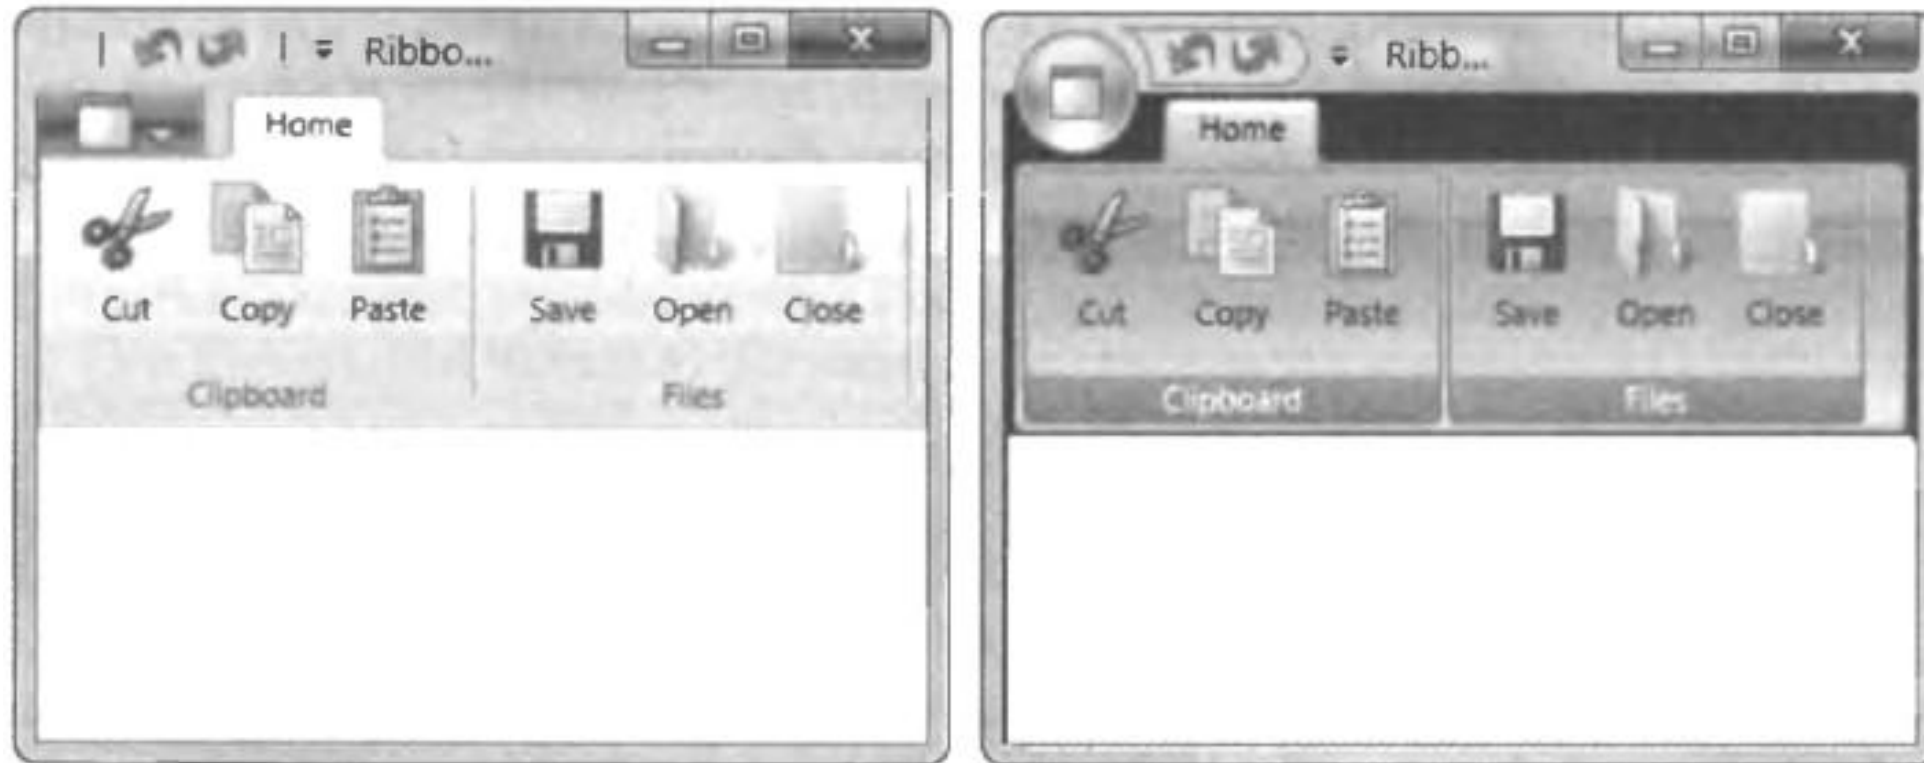 Ribbo...
Home
Cut Copy Paste Save Open Close
Clipboard Files
Ribb...
Home
Cut Copy Paste Save Open Close
Clipboard Files